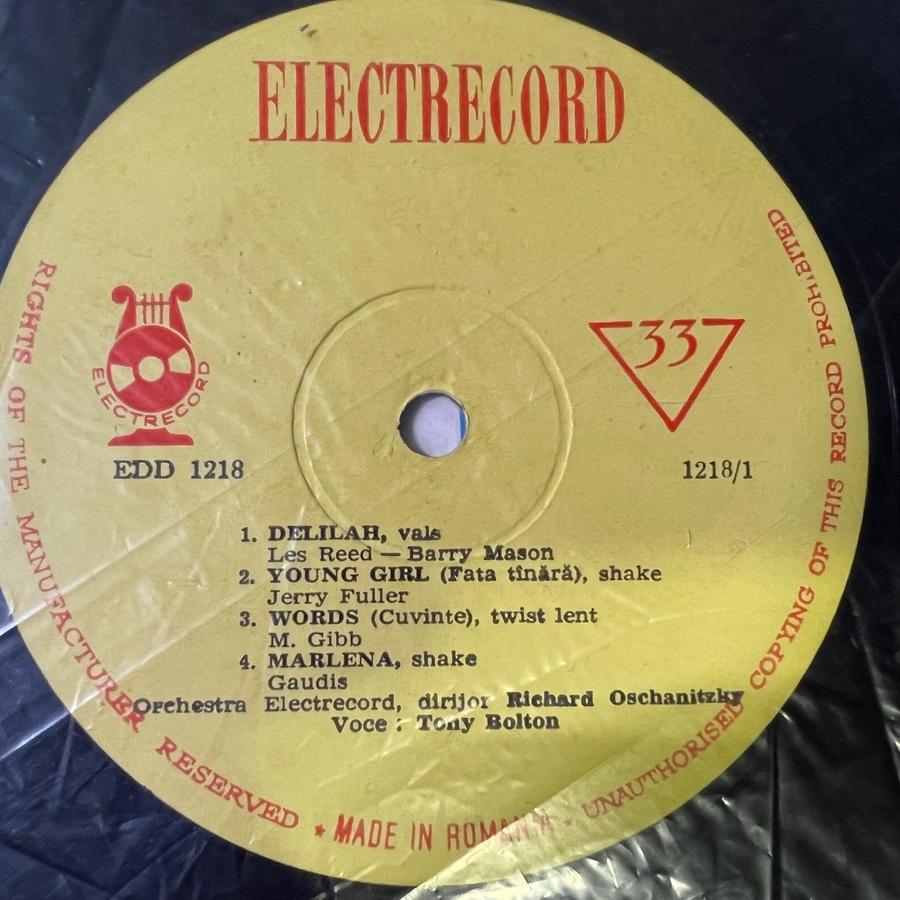 ELECTRECORD
ELECTRECORD
33
EDD 1218
1218/1
1. DELILAH, vals
Les Reed — Barry Mason
2. YOUNG GIRL (Fata tînără), shake
Jerry Fuller
3. WORDS (Cuvinte), twist lent
M. Gibb
4. MARLENA, shake
Gaudis
Orchestra Electrecord, dirijor Richard Oschanitzky
Voce : Tony Bolton
RIGHTS OF THE MANUFACTURER RESERVED * MADE IN ROMANIA * UNAUTHORISED COPYING OF THIS RECORD PROHIBITED